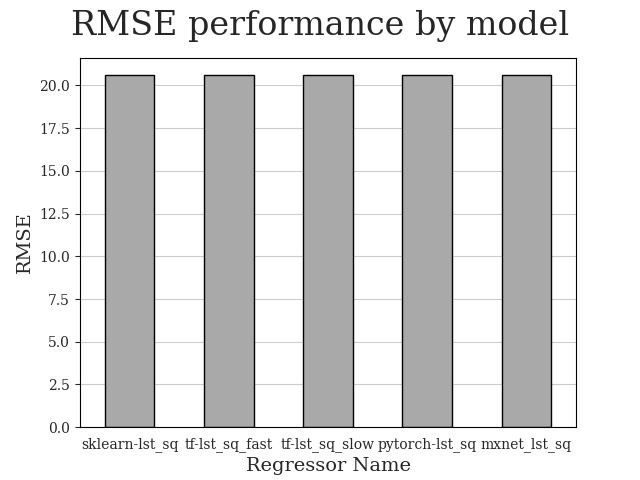 RMSE performance by model
20.0
17.5
15.0
12.5
10.0
7.5
5.0
2.5
0.0
RMSE
sklearn-lst_sq tf-lst_sq_fast tf-lst_sq_slow pytorch-lst_sq mxnet_lst_sq
Regressor Name